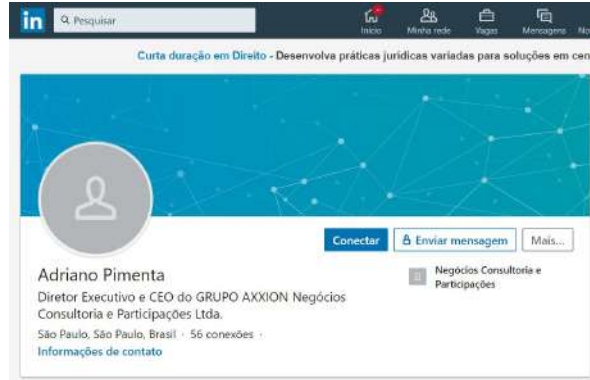 in
Pesquisar
Início
Minha rede
Vagas
Mensagens
No
Curta duração em Direito - Desenvolva práticas jurídicas variadas para soluções em cen
Conectar
Enviar mensagem
Mais...
Adriano Pimenta
Diretor Executivo e CEO do GRUPO AXXION Negócios
Consultoria e Participações Ltda.
São Paulo, São Paulo, Brasil · 56 conexões ·
Informações de contato
Negócios Consultoria e
Participações